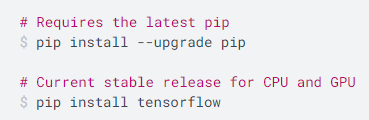 # Requires the latest pip
$ pip install --upgrade pip

# Current stable release for CPU and GPU
$ pip install tensorflow